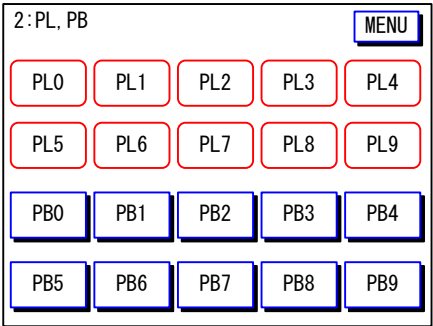 2:PL,PB MENU
PL0 PL1 PL2 PL3 PL4
PL5 PL6 PL7 PL8 PL9
PB0 PB1 PB2 PB3 PB4
PB5 PB6 PB7 PB8 PB9